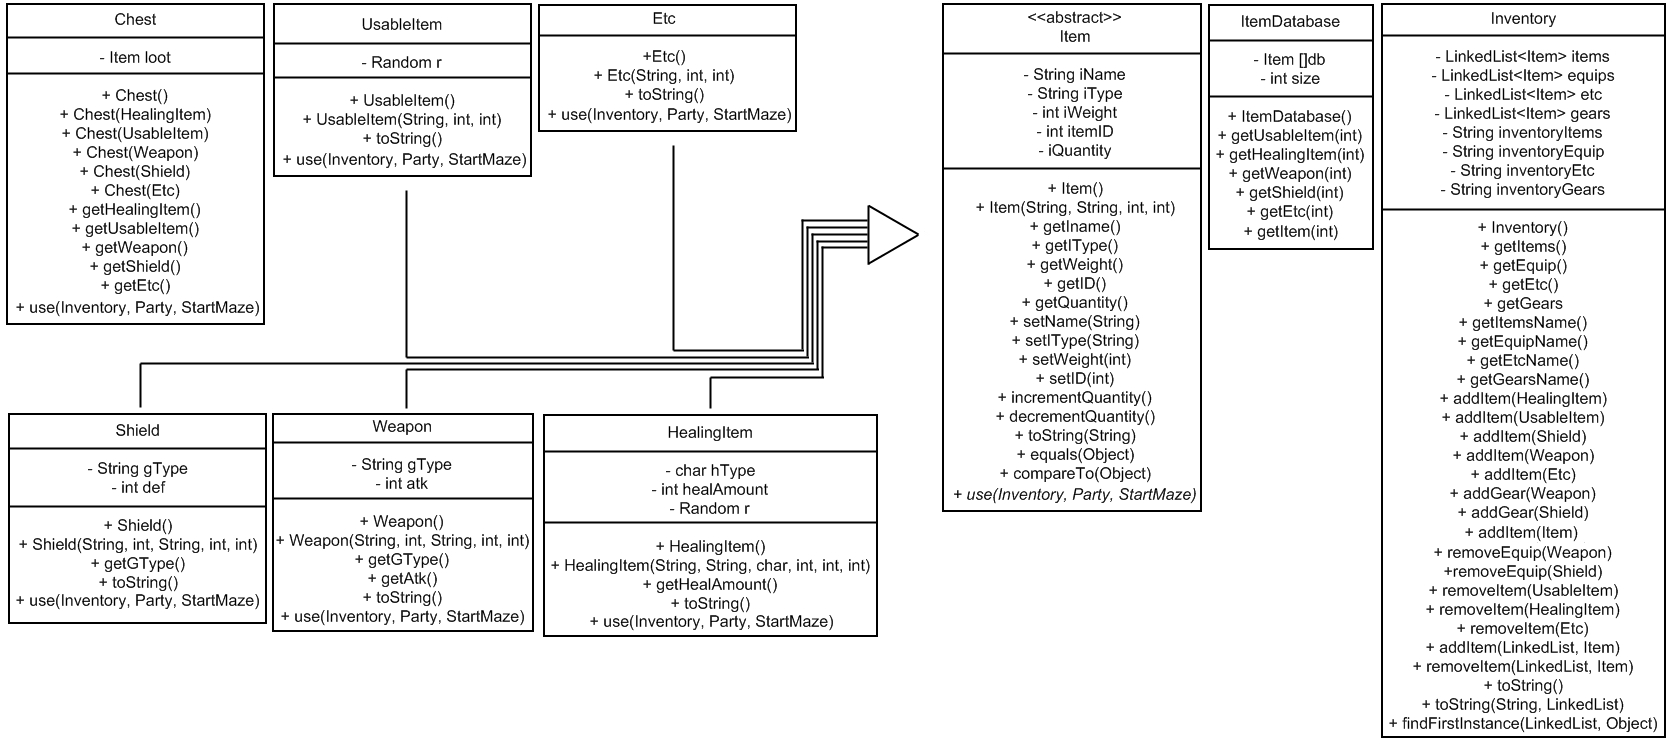 Chest
- Item loot
+ Chest()
+ Chest(HealingItem)
+ Chest(UsableItem)
+ Chest(Weapon)
+ Chest(Shield)
+ Chest(Etc)
+ getHealingItem()
+ getUsableItem()
+ getWeapon()
+ getShield()
+ getEtc()
+ use(Inventory, Party, StartMaze)
UsableItem
- Random r
+ UsableItem()
+ UsableItem(String, int, int)
+ toString()
+ use(Inventory, Party, StartMaze)
Etc
+Etc()
+ Etc(String, int, int)
+ toString()
+ use(Inventory, Party, StartMaze)
<<abstract>>
Item
- String iName
- String iType
- int iWeight
- int itemID
- iQuantity
+ Item()
+ Item(String, String, int, int)
+ getIname()
+ getIType()
+ getWeight()
+ getID()
+ getQuantity()
+ setName(String)
+ setIType(String)
+ setWeight(int)
+ setID(int)
+ incrementQuantity()
+ decrementQuantity()
+ toString(String)
+ equals(Object)
+ compareTo(Object)
+ use(Inventory, Party, StartMaze)
ItemDatabase
- Item []db
- int size
+ ItemDatabase()
+ getUsableItem(int)
+ getHealingItem(int)
+ getWeapon(int)
+ getShield(int)
+ getEtc(int)
+ getItem(int)
Inventory
- LinkedList<Item> items
- LinkedList<Item> equips
- LinkedList<Item> etc
- LinkedList<Item> gears
- String inventoryItems
- String inventoryEquip
- String inventoryEtc
- String inventoryGears
+ Inventory()
+ getItems()
+ getEquip()
+ getEtc()
+ getGears
+ getItemsName()
+ getEquipName()
+ getEtcName()
+ getGearsName()
+ addItem(HealingItem)
+ addItem(UsableItem)
+ addItem(Shield)
+ addItem(Weapon)
+ addItem(Etc)
+ addGear(Weapon)
+ addGear(Shield)
+ addItem(Item)
+ removeEquip(Weapon)
+removeEquip(Shield)
+ removeItem(UsableItem)
+ removeItem(HealingItem)
+ removeItem(Etc)
+ addItem(LinkedList, Item)
+ removeItem(LinkedList, Item)
+ toString()
+ toString(String, LinkedList)
+ findFirstInstance(LinkedList, Object)
Shield
- String gType
- int def
+ Shield()
+ Shield(String, int, String, int, int)
+ getGType()
+ toString()
+ use(Inventory, Party, StartMaze)
Weapon
- String gType
- int atk
+ Weapon()
+ Weapon(String, int, String, int, int)
+ getGType()
+ getAtk()
+ toString()
+ use(Inventory, Party, StartMaze)
HealingItem
- char hType
- int healAmount
- Random r
+ HealingItem()
+ HealingItem(String, String, char, int, int, int)
+ getHealAmount()
+ toString()
+ use(Inventory, Party, StartMaze)